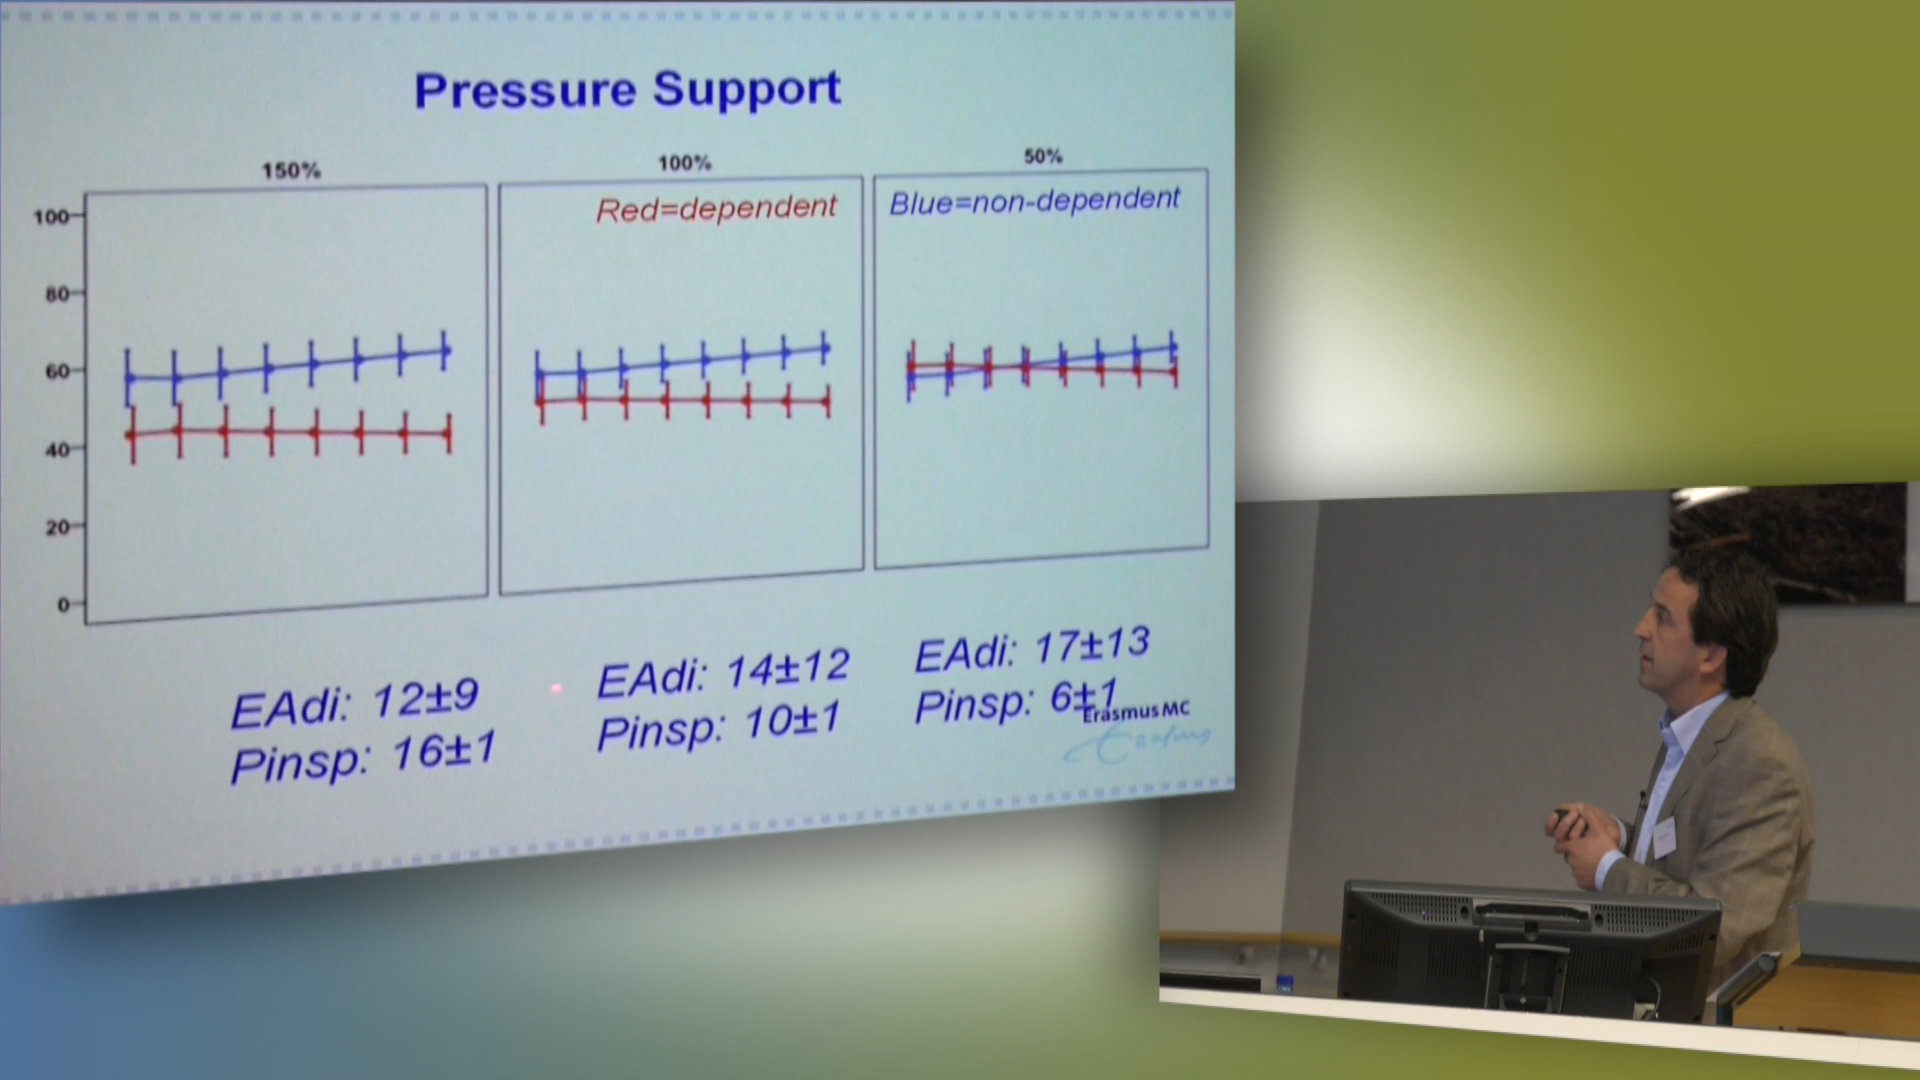 Pressure Support
150%
100%
50%
Red=dependent
Blue=non-dependent
100
80
60
40
20
0
EAdi: 12±9
Pinsp: 16±1
EAdi: 14±12
Pinsp: 10±1
EAdi: 17±13
Pinsp: 6±1
Erasmus MC
Erasmus